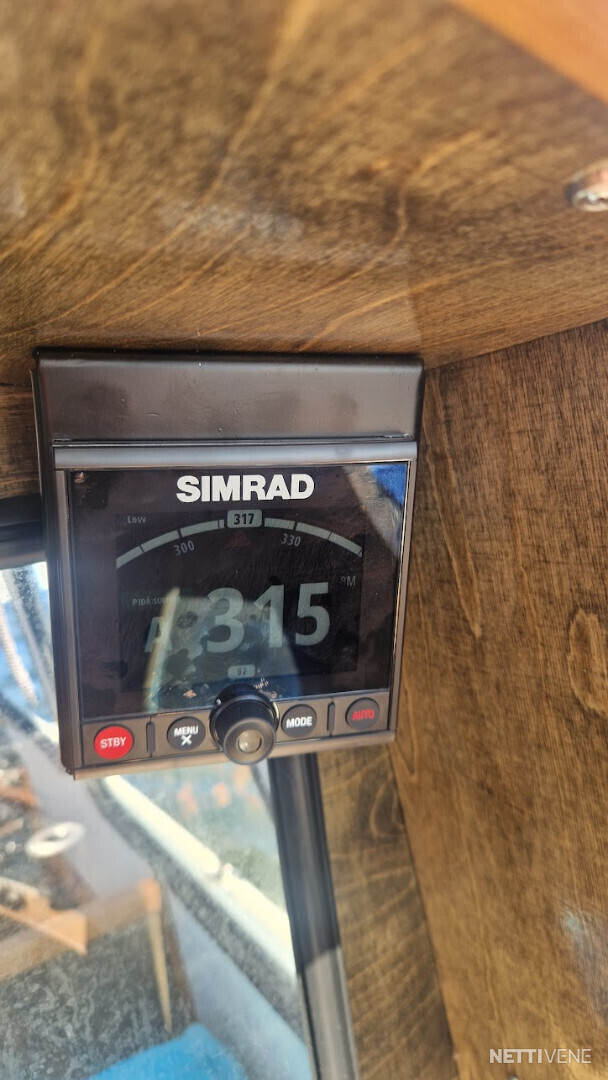 SIMRAD
Low
317
300
330
°M
A
315
STBY
MENU
X
MODE
AUTO
NETTIVENE